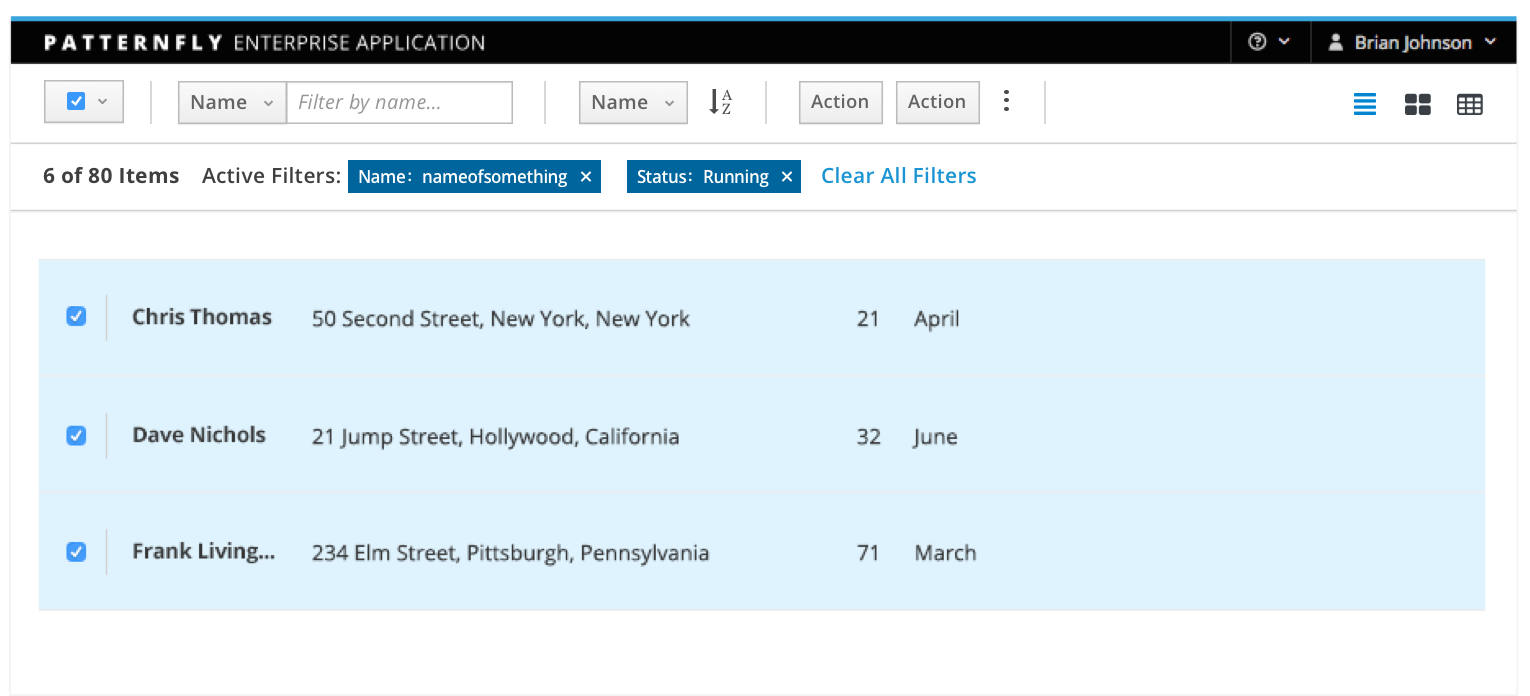 PATTERNFLY ENTERPRISE APPLICATION Brian Johnson
Name Filter by name... Name A Z Action Action
6 of 80 Items Active Filters: Name: nameofsomething × Status: Running × Clear All Filters
Chris Thomas 50 Second Street, New York, New York 21 April
Dave Nichols 21 Jump Street, Hollywood, California 32 June
Frank Living... 234 Elm Street, Pittsburgh, Pennsylvania 71 March